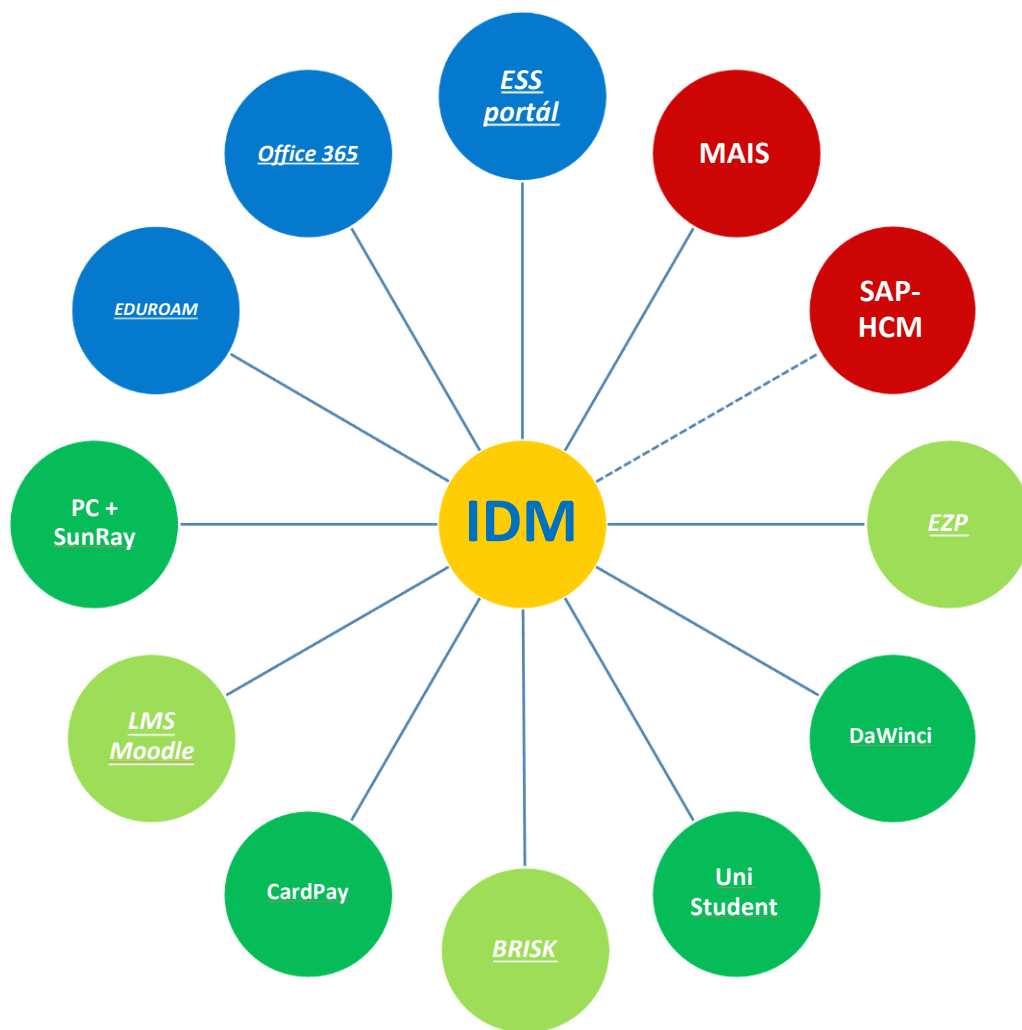 ESS
portál
Office 365
MAIS
EDUROAM
SAP-
HCM
IDM
PC +
SunRay
EZP
LMS
Moodle
DaWinci
CardPay
Uni
Student
BRISK